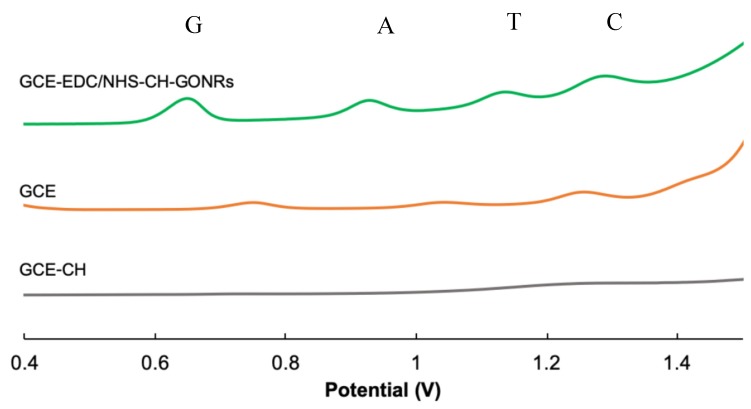 G A T C
GCE-EDC/NHS-CH-GONRs
GCE
GCE-CH
0.4 0.6 0.8 1 1.2 1.4
Potential (V)